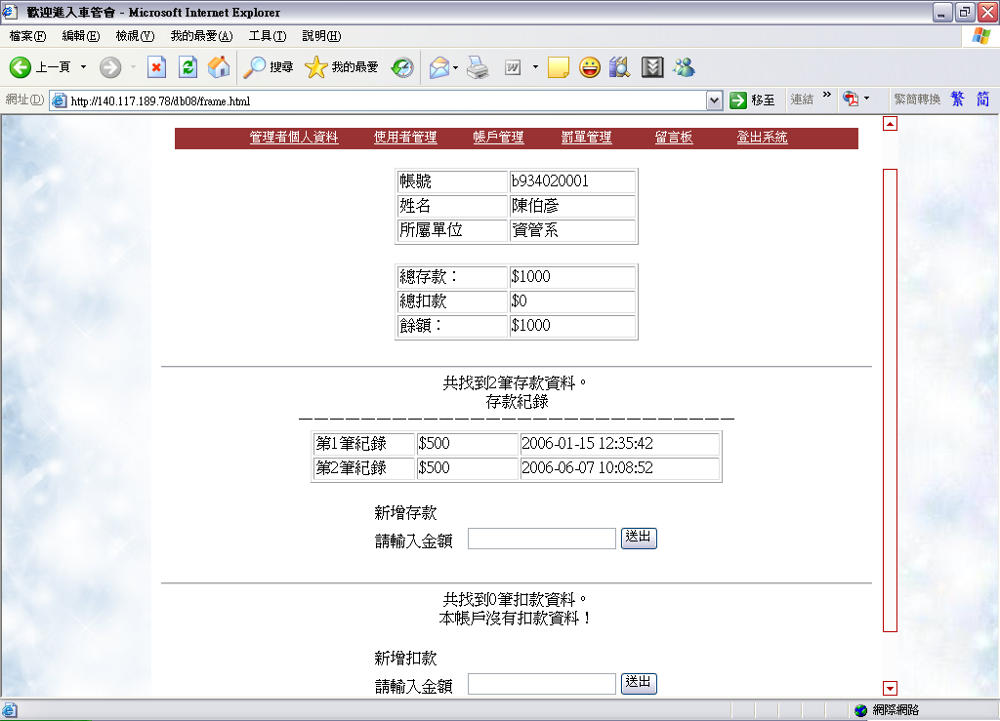 歡迎進入車管會 - Microsoft Internet Explorer
檔案(F) 編輯(E) 檢視(V) 我的最愛(A) 工具(T) 說明(H)
上一頁 搜尋 我的最愛
網址(D) http://140.117.189.78/db08/frame.html 移至 連結 » 繁簡轉換 繁 简
管理者個人資料 使用者管理 帳戶管理 罰單管理 留言板 登出系統
帳號 b934020001
姓名 陳伯彥
所屬單位 資管系
總存款： $1000
總扣款 $0
餘額： $1000
共找到2筆存款資料。
存款紀錄
第1筆紀錄 $500 2006-01-15 12:35:42
第2筆紀錄 $500 2006-06-07 10:08:52
新增存款
請輸入金額 送出
共找到0筆扣款資料。
本帳戶沒有扣款資料！
新增扣款
請輸入金額 送出
網際網路